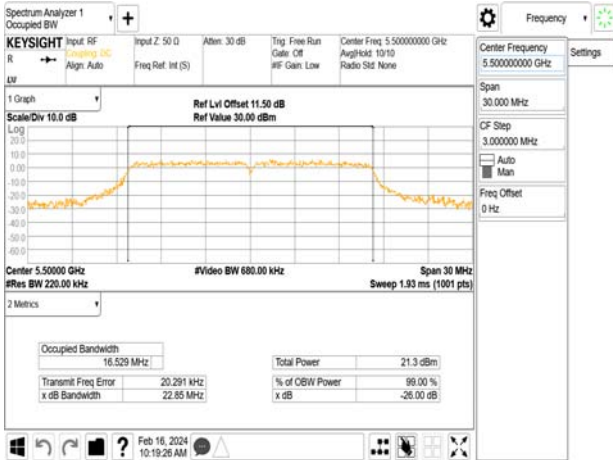 Spectrum Analyzer 1
Occupied BW
Frequency
KEYSIGHT
R
LVI
Input: RF
Coupling: DC
Align: Auto
Input Z: 50 Ω
Freq Ref: Int (S)
Atten: 30 dB
Trig: Free Run
Gate: Off
#IF Gain: Low
Center Freq: 5.500000000 GHz
Avg|Hold: 10/10
Radio Std: None
Center Frequency
5.500000000 GHz
Settings
Span
30.000 MHz
CF Step
3.000000 MHz
Auto
Man
Freq Offset
0 Hz
1 Graph
Scale/Div 10.0 dB
Ref Lvl Offset 11.50 dB
Ref Value 30.00 dBm
Log
20.0
10.0
0.00
-10.0
-20.0
-30.0
-40.0
-50.0
-60.0
Center 5.50000 GHz
#Res BW 220.00 kHz
#Video BW 680.00 kHz
Span 30 MHz
Sweep 1.93 ms (1001 pts)
2 Metrics
Occupied Bandwidth
16.529 MHz
Total Power 21.3 dBm
Transmit Freq Error 20.291 kHz
% of OBW Power 99.00 %
x dB Bandwidth 22.85 MHz
x dB -26.00 dB
?
Feb 16, 2024
10:19:26 AM